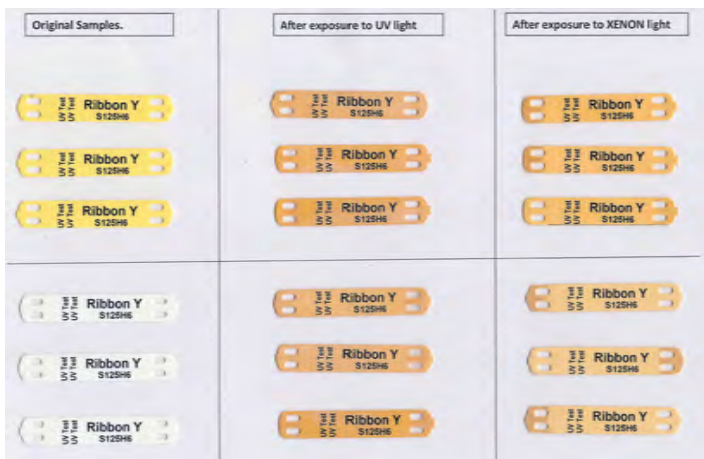 Original Samples.
After exposure to UV light
After exposure to XENON light
UV Test
UV Test
Ribbon Y
S125H6
UV Test
UV Test
Ribbon Y
S125H6
UV Test
UV Test
Ribbon Y
S125H6
UV Test
UV Test
Ribbon Y
S125H6
UV Test
UV Test
Ribbon Y
S125H6
UV Test
UV Test
Ribbon Y
S125H6
UV Test
UV Test
Ribbon Y
S125H6
UV Test
UV Test
Ribbon Y
S125H6
UV Test
UV Test
Ribbon Y
S125H6
UV Test
UV Test
Ribbon Y
S125H6
UV Test
UV Test
Ribbon Y
S125H6
UV Test
UV Test
Ribbon Y
S125H6
UV Test
UV Test
Ribbon Y
S125H6
UV Test
UV Test
Ribbon Y
S125H6
UV Test
UV Test
Ribbon Y
S125H6
UV Test
UV Test
Ribbon Y
S125H6
UV Test
UV Test
Ribbon Y
S125H6
UV Test
UV Test
Ribbon Y
S125H6